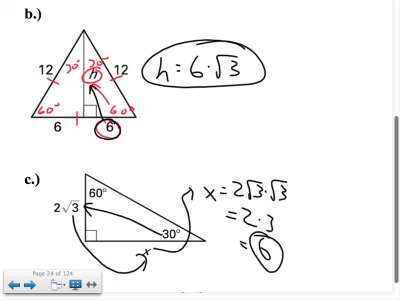 b.)
12
30°
30°
h
12
60°
60°
6
6
h = 6·√3
c.)
60°
2√3
30°
x
x = 2√3·√3
= 2·3
= 6
Page 24 of 124